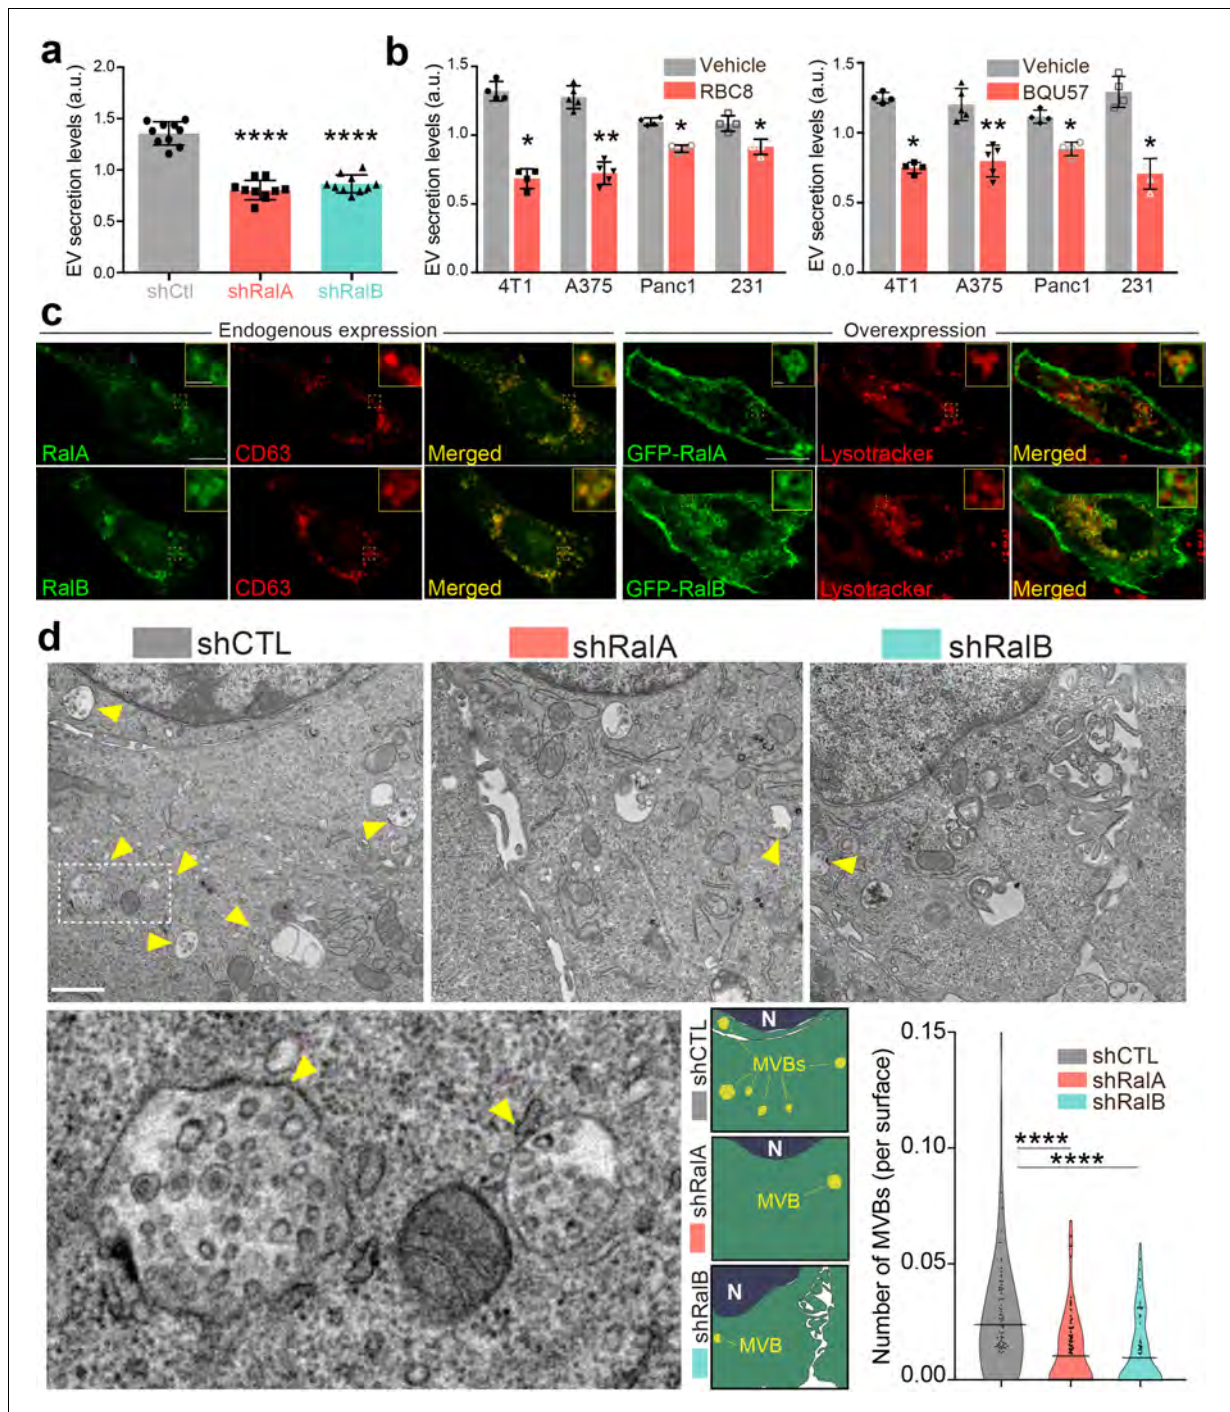 a
EV secretion levels (a.u.)
2.0
1.5
1.0
0.5
0.0
**** ****
shCtl shRalA shRalB
b
EV secretion levels (a.u.)
1.5
1.0
0.5
0.0
Vehicle
RBC8
* ** * *
4T1 A375 Panc1 231
EV secretion levels (a.u.)
1.5
1.0
0.5
0.0
Vehicle
BQU57
* ** * *
4T1 A375 Panc1 231
c
Endogenous expression Overexpression
RalA CD63 Merged GFP-RalA Lysotracker Merged
RalB CD63 Merged GFP-RalB Lysotracker Merged
d
shCTL shRalA shRalB
shCTL
N
MVBs
shRalA
N
MVB
shRalB
N
MVB
Number of MVBs (per surface)
0.15
0.10
0.05
0.00
shCTL
shRalA
shRalB
****
****